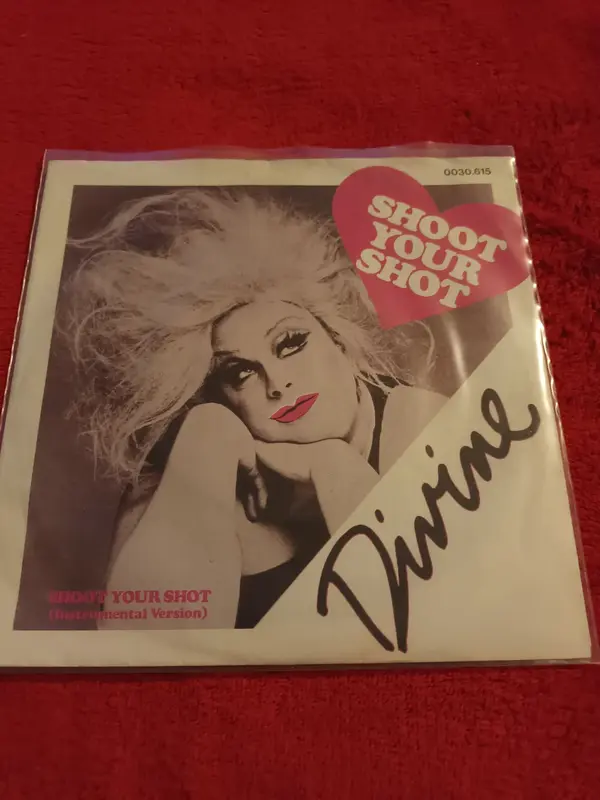 0030.615
SHOOT
YOUR
SHOT
Divine
SHOOT YOUR SHOT
(Instrumental Version)